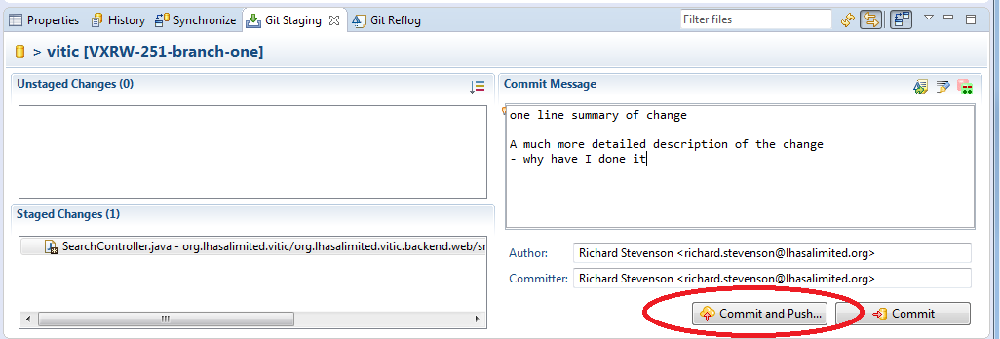 Properties History Synchronize Git Staging Git Reflog Filter files
> vitic [VXRW-251-branch-one]
Unstaged Changes (0)
Staged Changes (1)
SearchController.java - org.lhasalimited.vitic/org.lhasalimited.vitic.backend.web/sr
Commit Message
one line summary of change
A much more detailed description of the change
- why have I done it
Author: Richard Stevenson <richard.stevenson@lhasalimited.org>
Committer: Richard Stevenson <richard.stevenson@lhasalimited.org>
Commit and Push... Commit